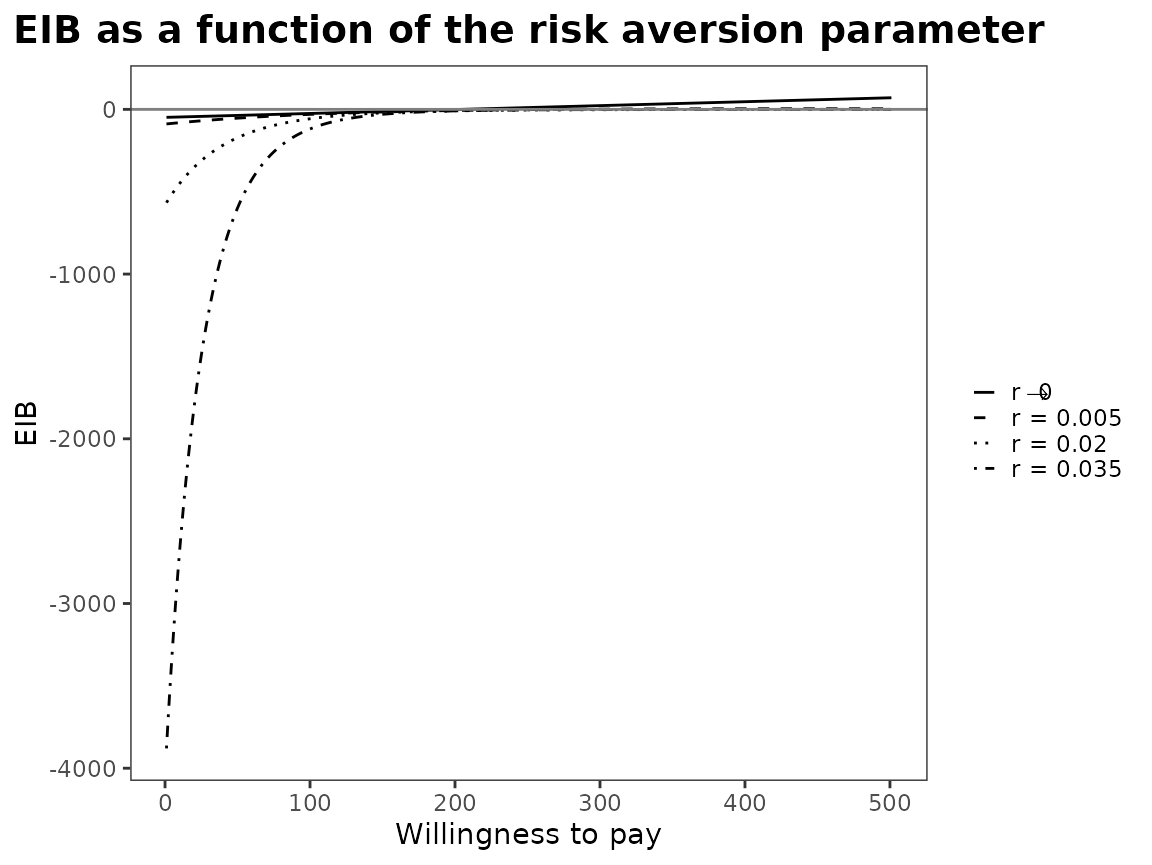 EIB as a function of the risk aversion parameter
EIB
0
-1000
-2000
-3000
-4000
0 100 200 300 400 500
Willingness to pay
r →0
r = 0.005
r = 0.02
r = 0.035